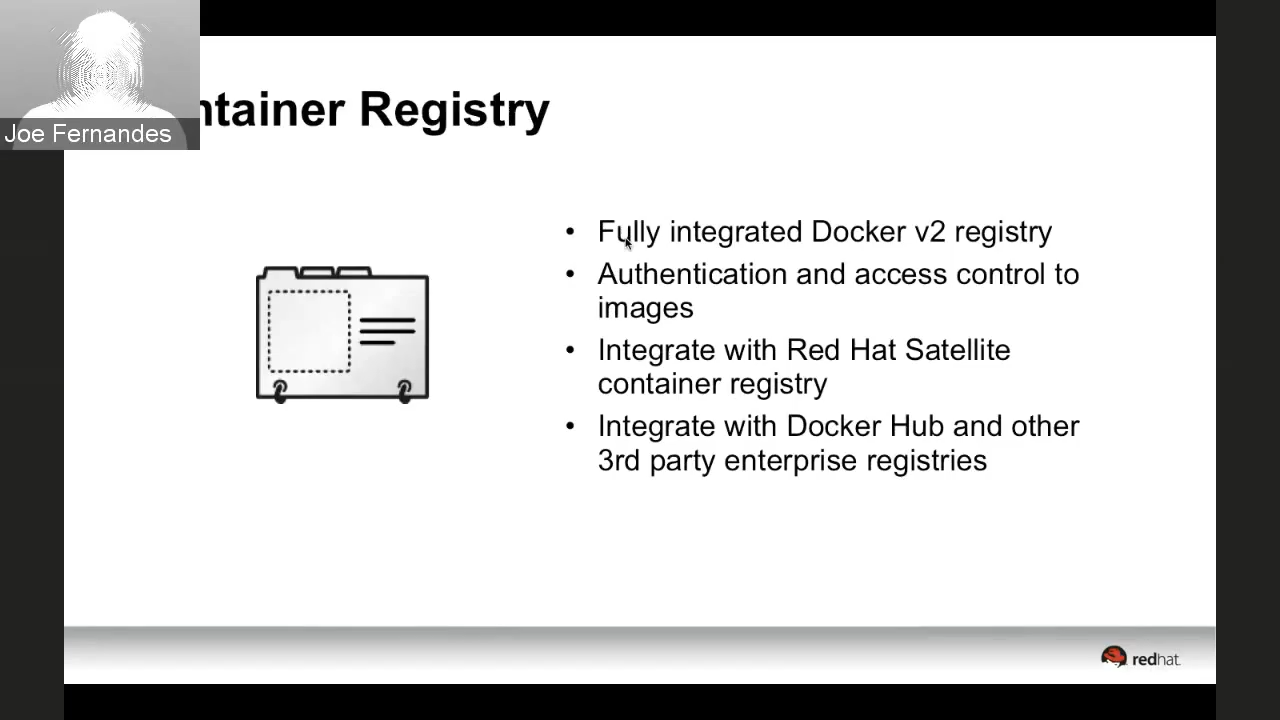 ntainer Registry
Joe Fernandes
• Fully integrated Docker v2 registry
• Authentication and access control to
images
• Integrate with Red Hat Satellite
container registry
• Integrate with Docker Hub and other
3rd party enterprise registries
redhat.